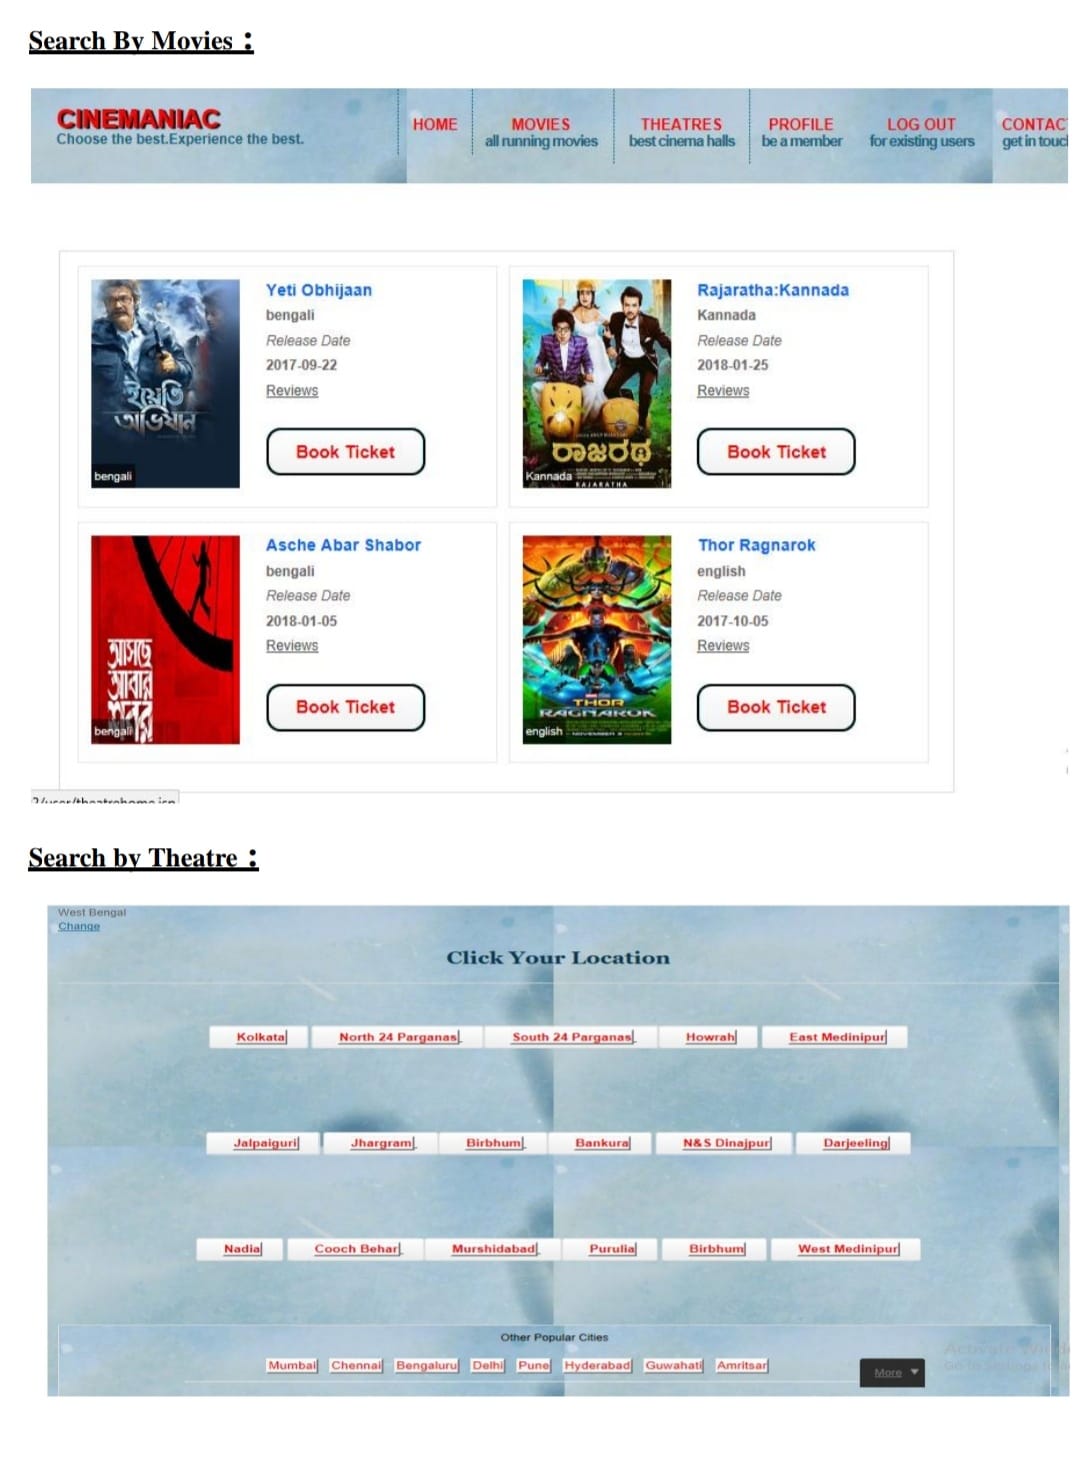 Search By Movies :
CINEMANIAC
Choose the best.Experience the best.
HOME
MOVIES
all running movies
THEATRES
best cinema halls
PROFILE
be a member
LOG OUT
for existing users
CONTAC
get in touc
Yeti Obhijaan
bengali
Release Date
2017-09-22
Reviews
Book Ticket
ইয়েতি
অভিযান
bengali
Rajaratha:Kannada
Kannada
Release Date
2018-01-25
Reviews
Book Ticket
ರಾಜರಥ
Kannada
RAJARATHA
Asche Abar Shabor
bengali
Release Date
2018-01-05
Reviews
Book Ticket
আসছে
আবার
শবর
bengali
Thor Ragnarok
english
Release Date
2017-10-05
Reviews
Book Ticket
THOR
RAGNAROK
english
NOVEMBER 3
2/user/theatrehome.jsp
Search by Theatre :
West Bengal
Change
Click Your Location
Kolkata North 24 Parganas South 24 Parganas Howrah East Medinipur
Jalpaiguri Jhargram Birbhum Bankura N&S Dinajpur Darjeeling
Nadia Cooch Behar Murshidabad Purulia Birbhum West Medinipur
Other Popular Cities
Mumbai Chennai Bengaluru Delhi Pune Hyderabad Guwahati Amritsar
More
Activate Wind
Go to Settings to